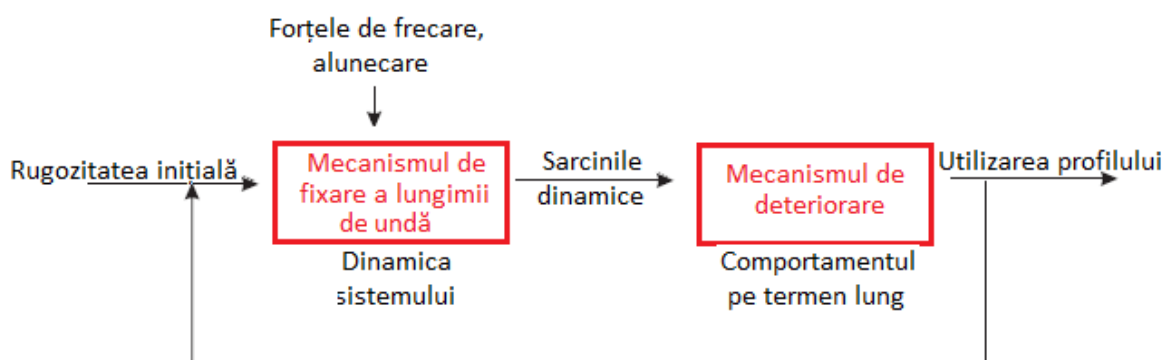 Forțele de frecare,
alunecare
Rugozitatea inițială
Mecanismul de
fixare a lungimii
de undă
Sarcinile
dinamice
Mecanismul de
deteriorare
Utilizarea profilului
Dinamica
sistemului
Comportamentul
pe termen lung